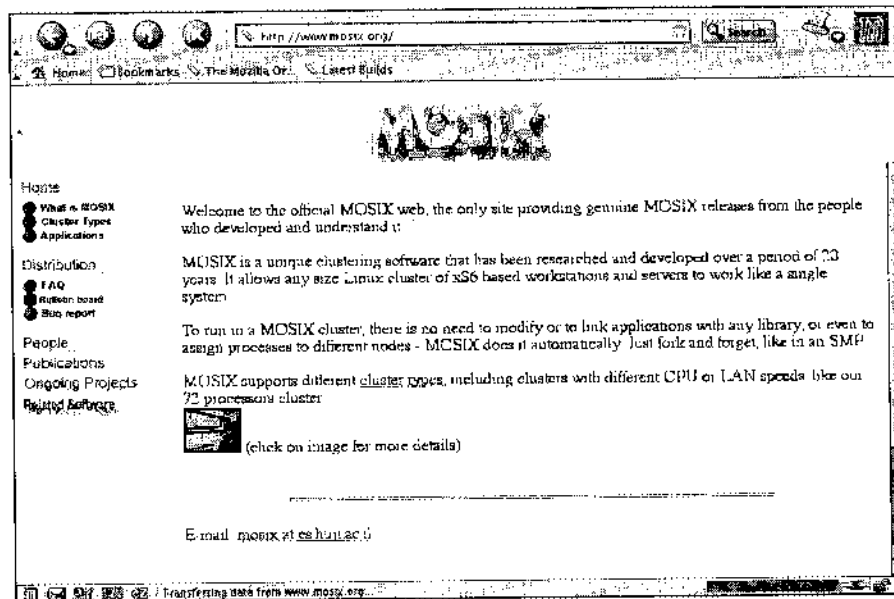 http://www.mosix.org/
Search
Home Bookmarks The Mozilla Or... Latest Builds
MOSIX
Home
What is MOSIX
Cluster Types
Applications
Distribution
FAQ
Bulletin board
Bug report
People
Publications
Ongoing Projects
Related Software
Welcome to the official MOSIX web, the only site providing genuine MOSIX releases from the people
who developed and understand it
MOSIX is a unique clustering software that has been researched and developed over a period of 23
years. It allows any size Linux cluster of x86 based workstations and servers to work like a single
system
To run in a MOSIX cluster, there is no need to modify or to link applications with any library, or even to
assign processes to different nodes - MOSIX does it automatically. Just fork and forget, like in an SMP
MOSIX supports different cluster types, including clusters with different CPU or LAN speeds, like our
72 processors cluster
(click on image for more details)
E-mail: mosix at cs.huji.ac.il
Transferring data from www.mosix.org...